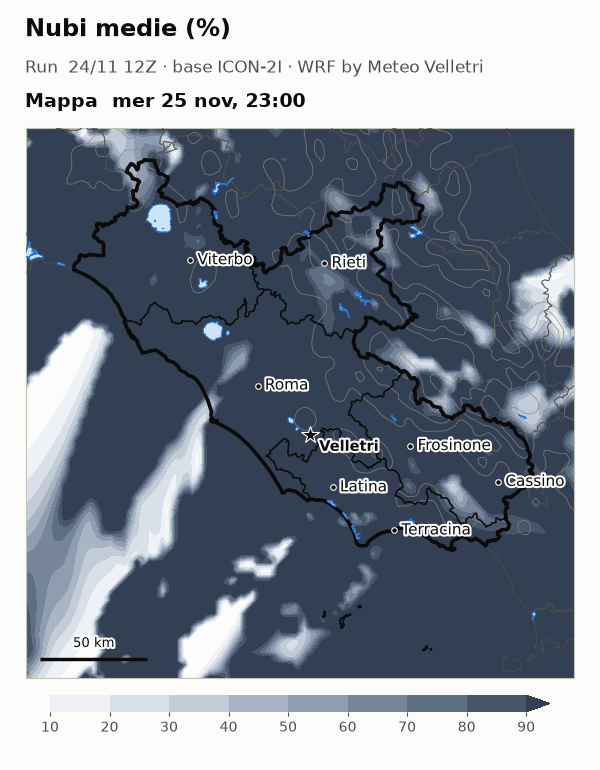 Nubi medie (%)
Run  24/11 12Z · base ICON-2I · WRF by Meteo Velletri
Mappa  mer 25 nov, 23:00
Viterbo
Rieti
Roma
Velletri
Frosinone
Latina
Cassino
Terracina
50 km
10 20 30 40 50 60 70 80 90